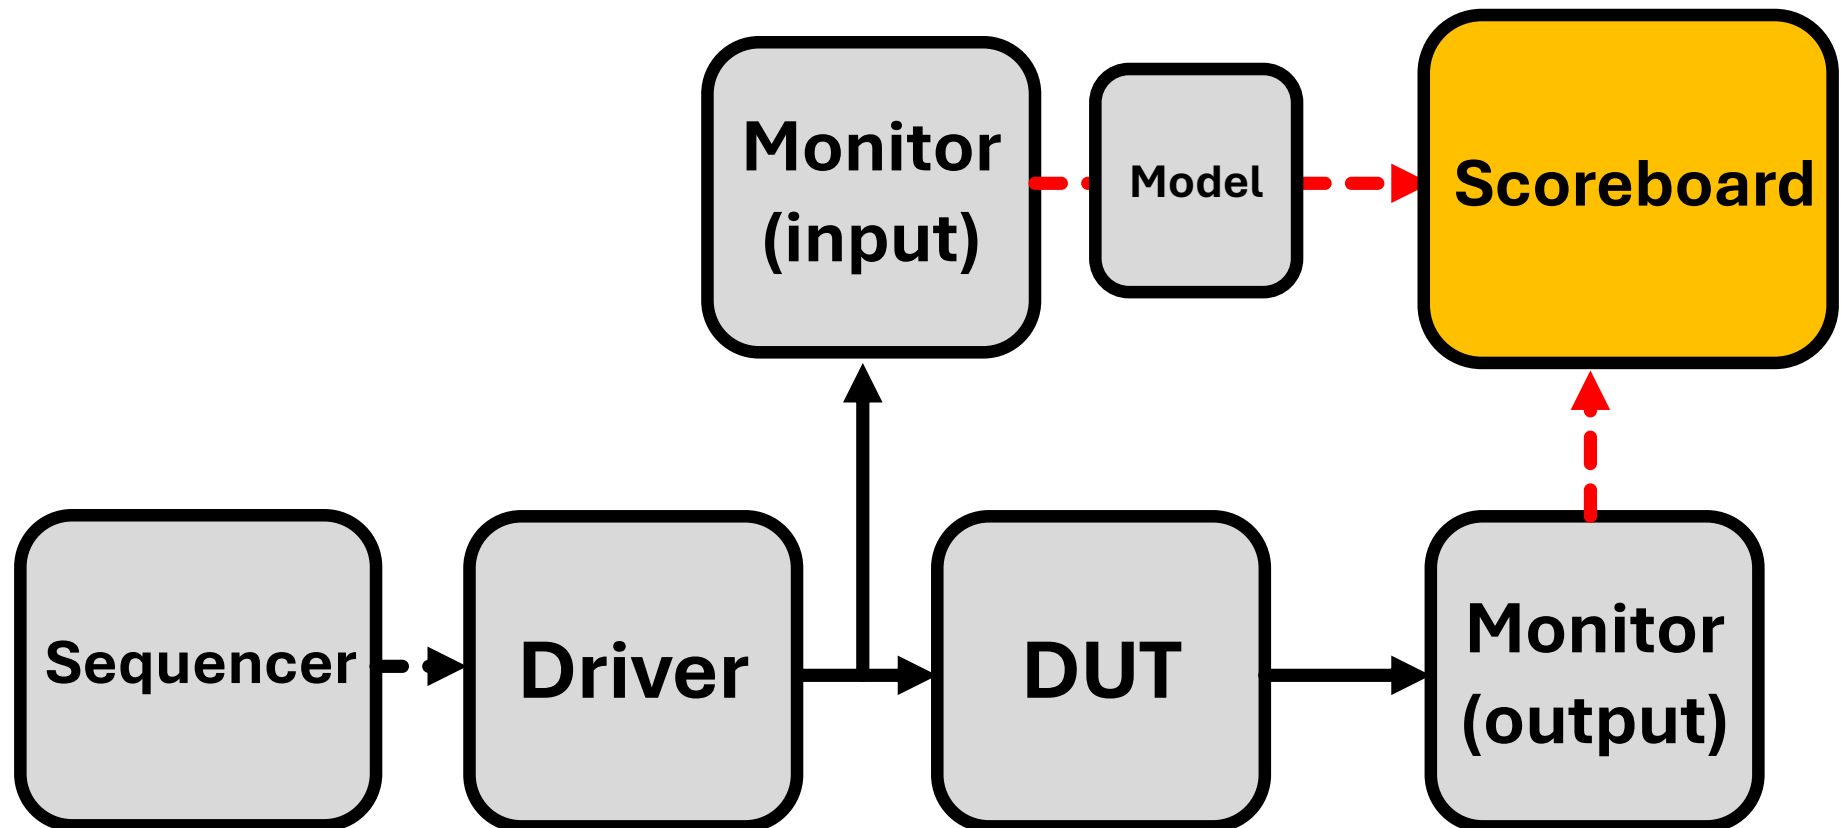 Monitor
(input)
Model
Scoreboard
Sequencer
Driver
DUT
Monitor
(output)